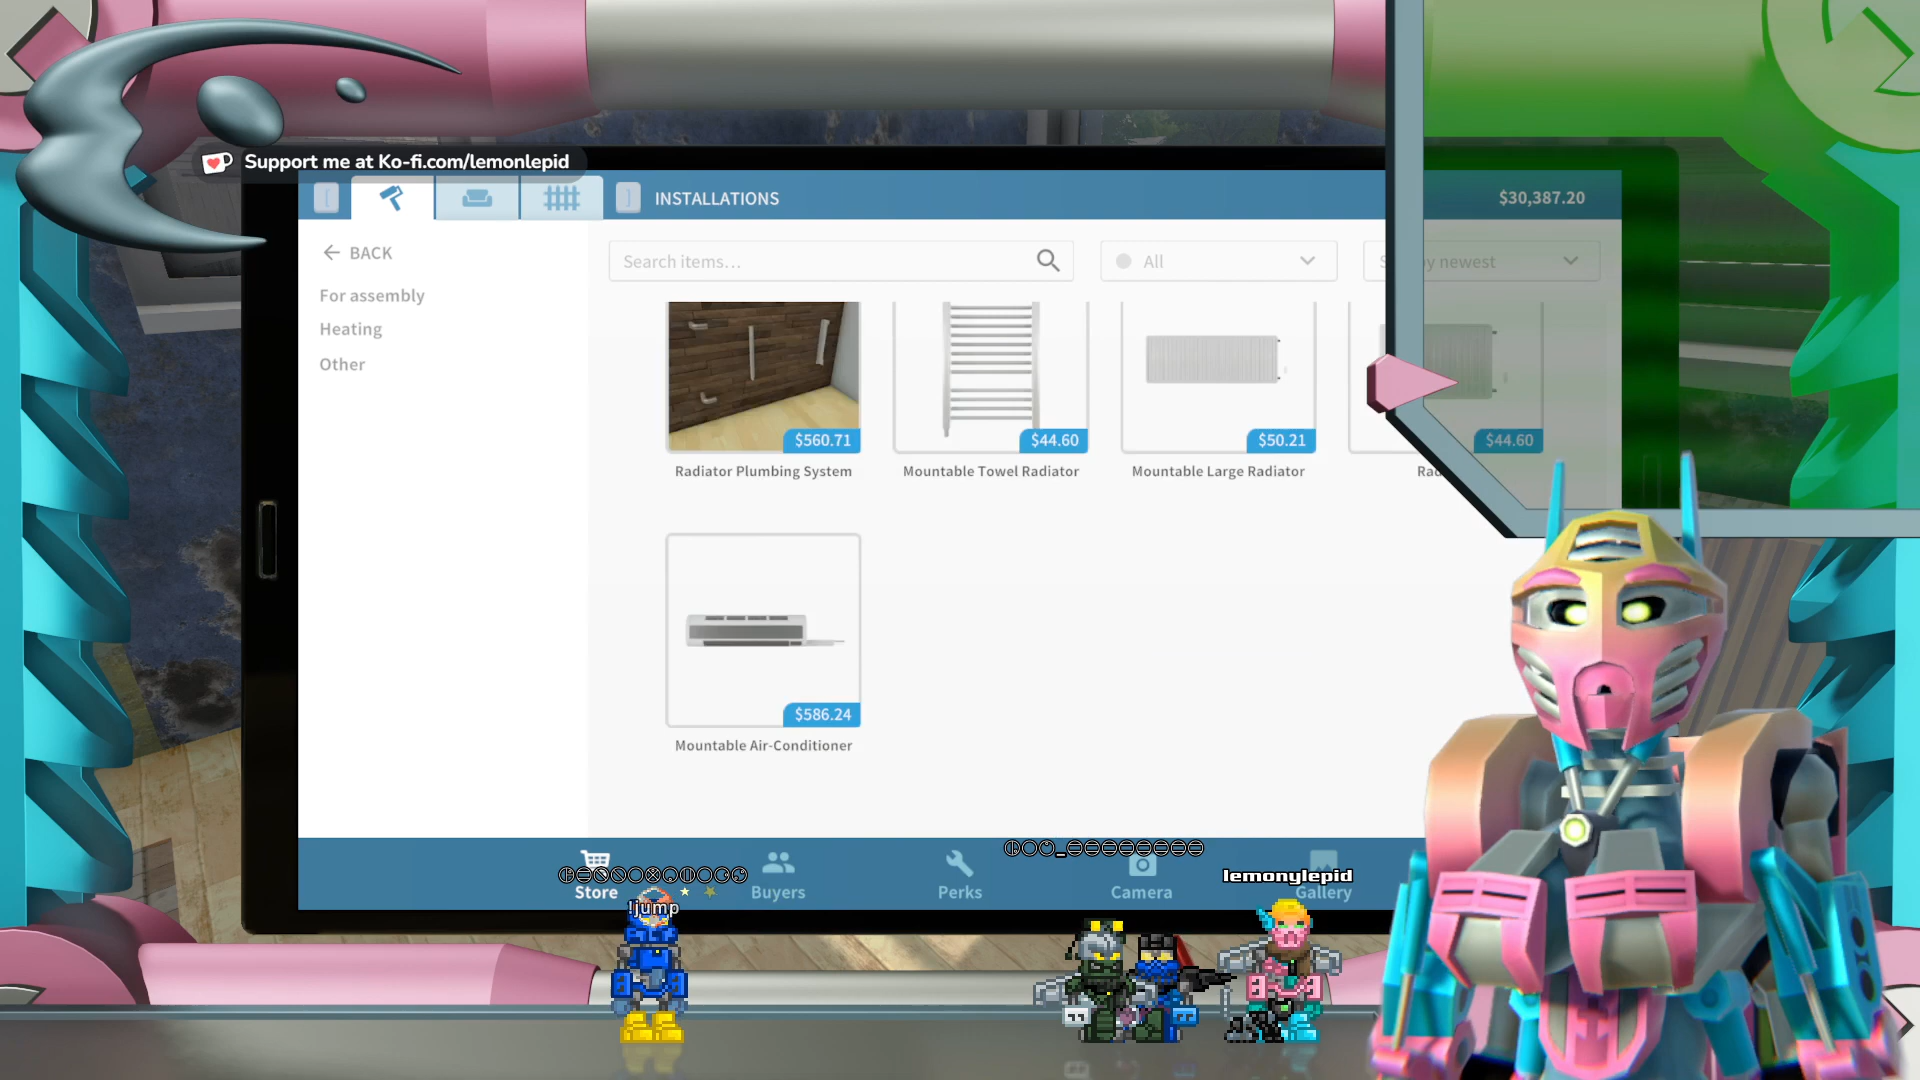 Support me at Ko-fi.com/lemonlepid
INSTALLATIONS
$30,387.20
BACK
Search items...
All
by newest
For assembly
Heating
Other
$560.71
$44.60
$50.21
$44.60
Radiator Plumbing System
Mountable Towel Radiator
Mountable Large Radiator
$586.24
Mountable Air-Conditioner
Store
Buyers
Perks
Camera
Gallery
lemonylepid
!jump